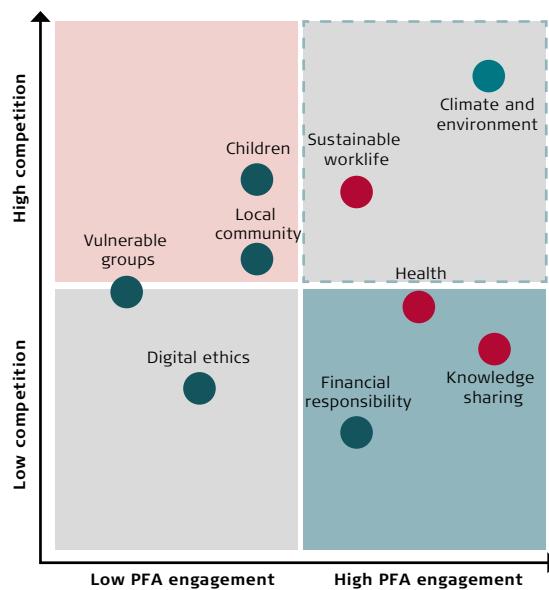 High competition
Low competition
Climate and
environment
Sustainable
worklife
Children
Local
community
Vulnerable
groups
Health
Digital ethics
Financial
responsibility
Knowledge
sharing
Low PFA engagement
High PFA engagement